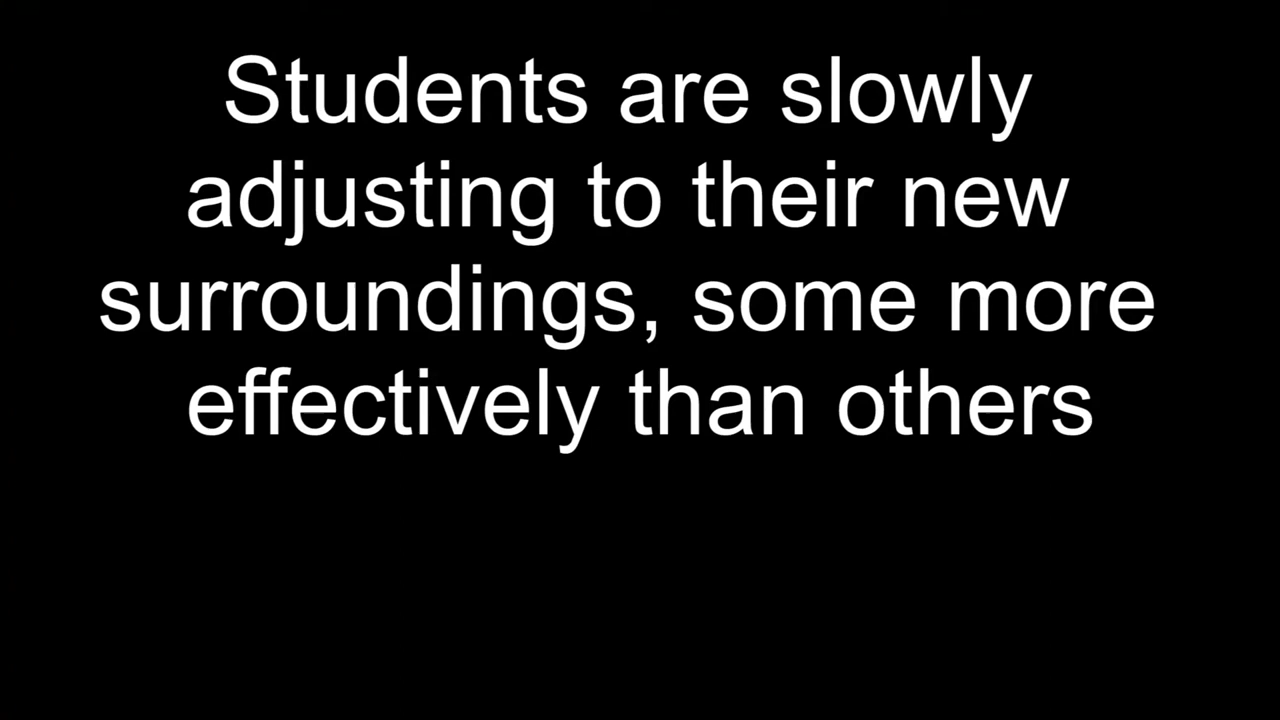 Students are slowly
adjusting to their new
surroundings, some more
effectively than others